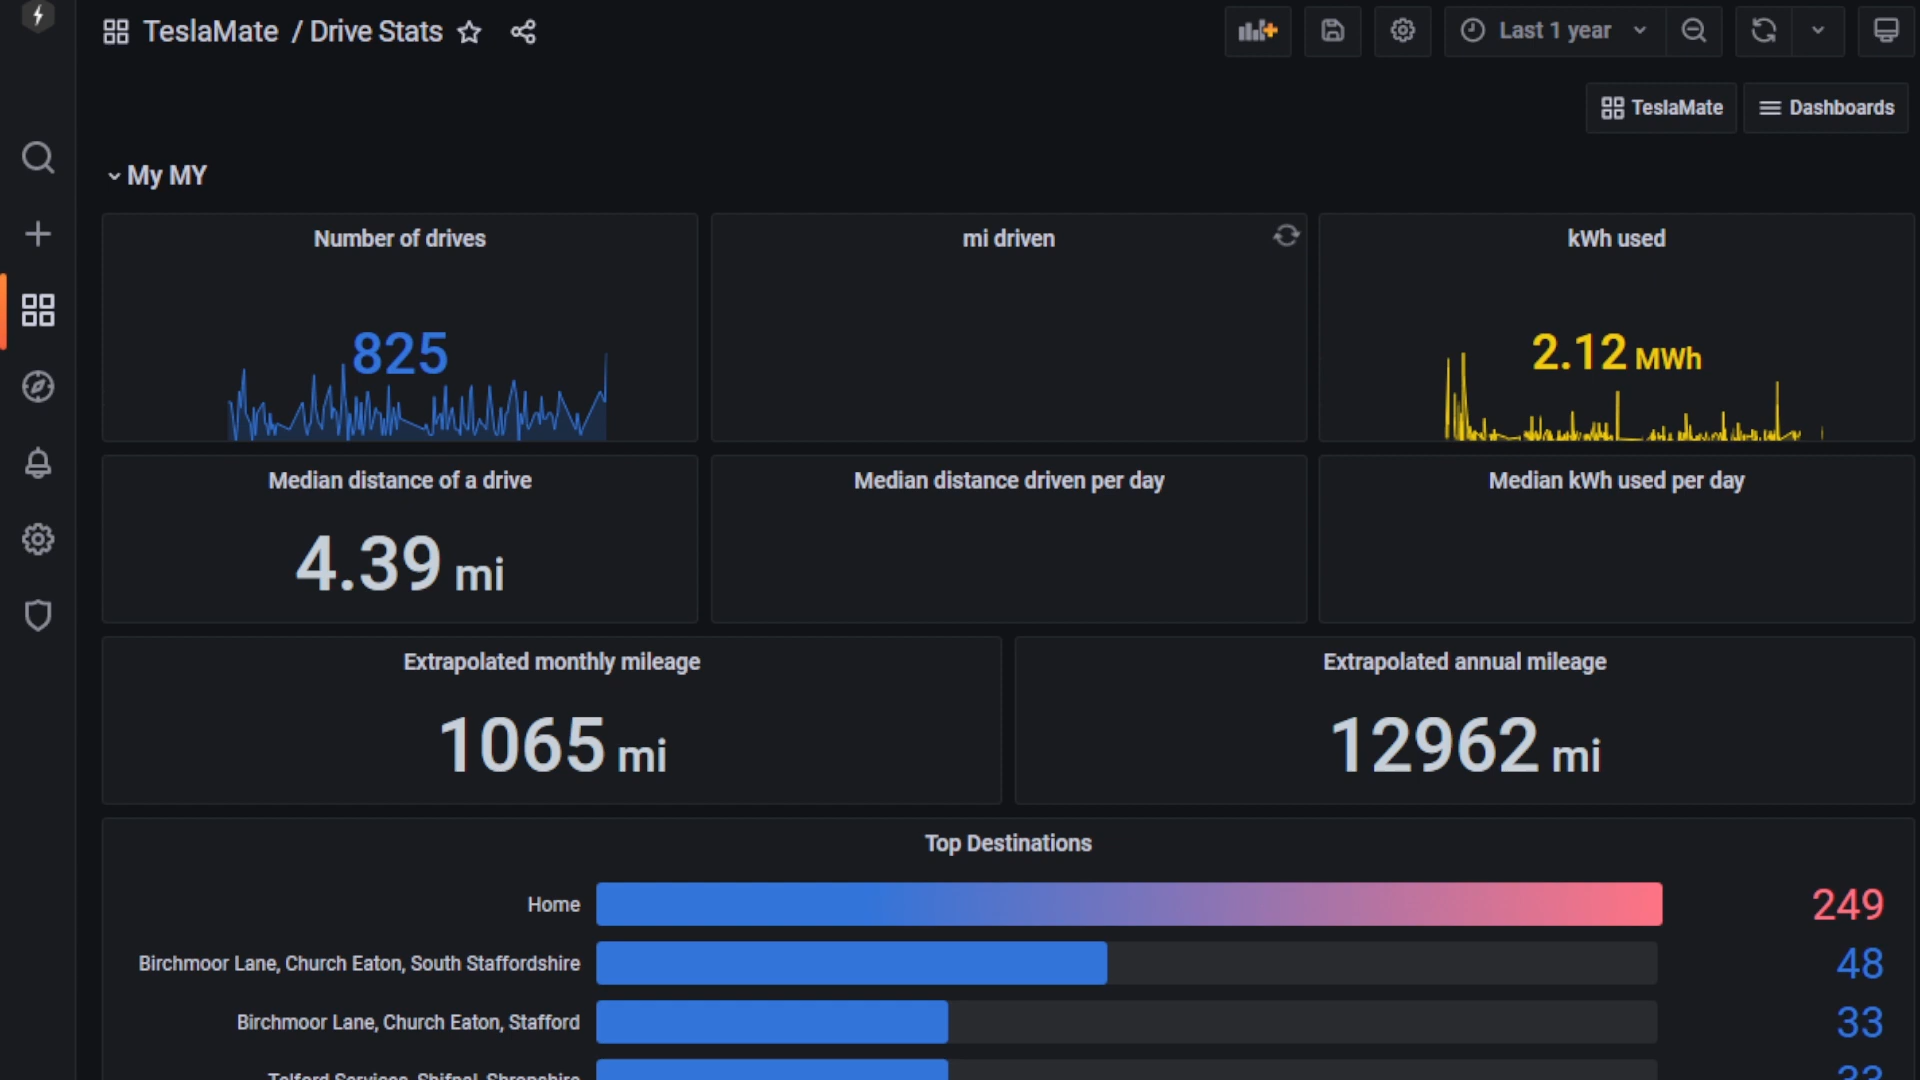 TeslaMate / Drive Stats
Last 1 year
TeslaMate
Dashboards
My MY
Number of drives
mi driven
kWh used
825
2.12 MWh
Median distance of a drive
Median distance driven per day
Median kWh used per day
4.39 mi
Extrapolated monthly mileage
Extrapolated annual mileage
1065 mi
12962 mi
Top Destinations
Home
249
Birchmoor Lane, Church Eaton, South Staffordshire
48
Birchmoor Lane, Church Eaton, Stafford
33
Telford Services, Shifnal, Shropshire
33